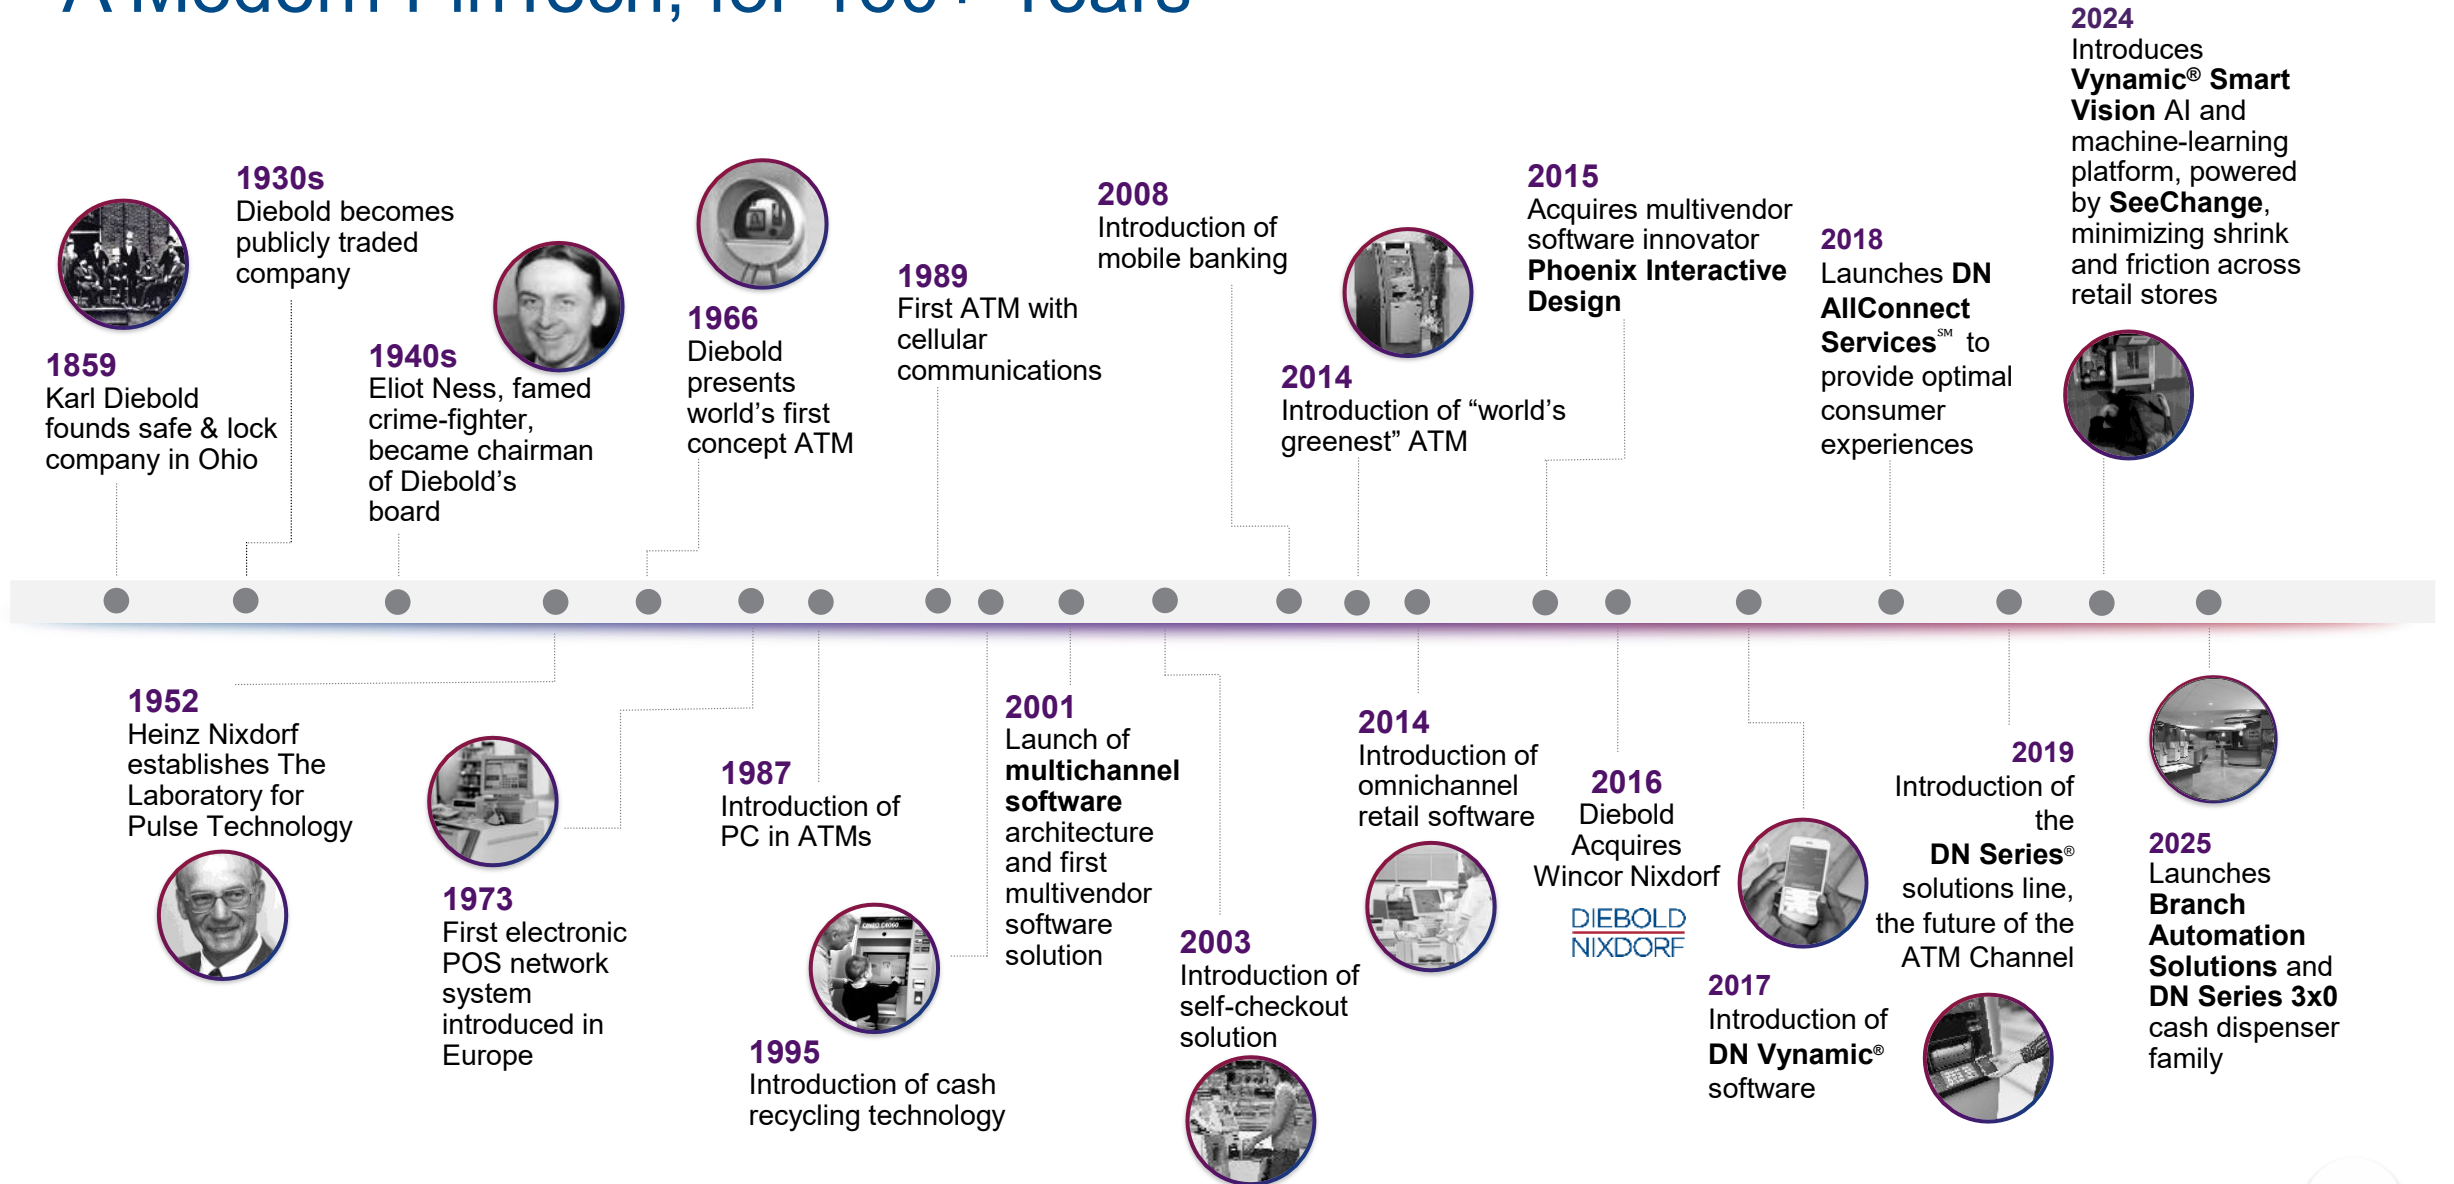 A Modern FinTech, for 160+ Years
2024
Introduces
Vynamic® Smart
Vision AI and
machine-learning
platform, powered
by SeeChange,
minimizing shrink
and friction across
retail stores
1930s
Diebold becomes
publicly traded
company
2015
Acquires multivendor
software innovator
Phoenix Interactive
Design
2008
Introduction of
mobile banking
2018
Launches DN
AllConnect
Services℠ to
provide optimal
consumer
experiences
1989
First ATM with
cellular
communications
1966
Diebold
presents
world’s first
concept ATM
1859
Karl Diebold
founds safe & lock
company in Ohio
1940s
Eliot Ness, famed
crime-fighter,
became chairman
of Diebold’s
board
2014
Introduction of “world’s
greenest” ATM
1952
Heinz Nixdorf
establishes The
Laboratory for
Pulse Technology
1973
First electronic
POS network
system
introduced in
Europe
1987
Introduction of
PC in ATMs
1995
Introduction of cash
recycling technology
2001
Launch of
multichannel
software
architecture
and first
multivendor
software
solution
2003
Introduction of
self-checkout
solution
2014
Introduction of
omnichannel
retail software
2016
Diebold
Acquires
Wincor Nixdorf
DIEBOLD
NIXDORF
2017
Introduction of
DN Vynamic®
software
2019
Introduction of
the
DN Series®
solutions line,
the future of the
ATM Channel
2025
Launches
Branch
Automation
Solutions and
DN Series 3x0
cash dispenser
family